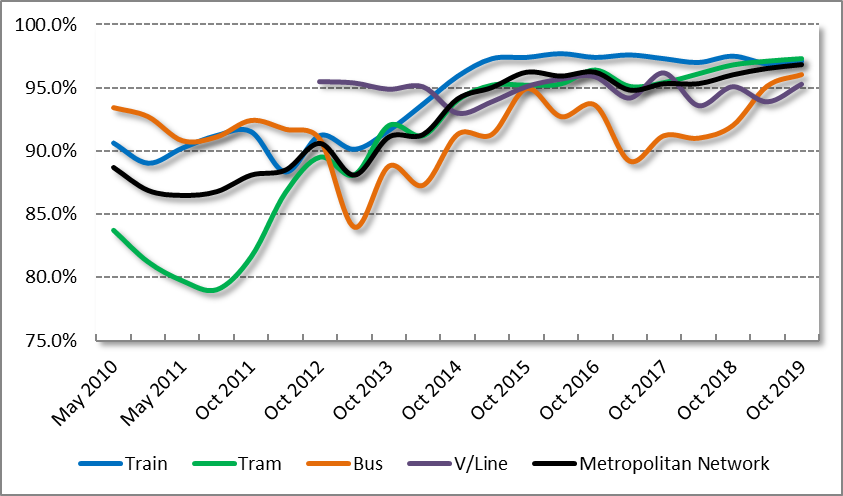 100.0%
95.0%
90.0%
85.0%
80.0%
75.0%
May 2010
May 2011
Oct 2011
Oct 2012
Oct 2013
Oct 2014
Oct 2015
Oct 2016
Oct 2017
Oct 2018
Oct 2019
Train Tram Bus V/Line Metropolitan Network